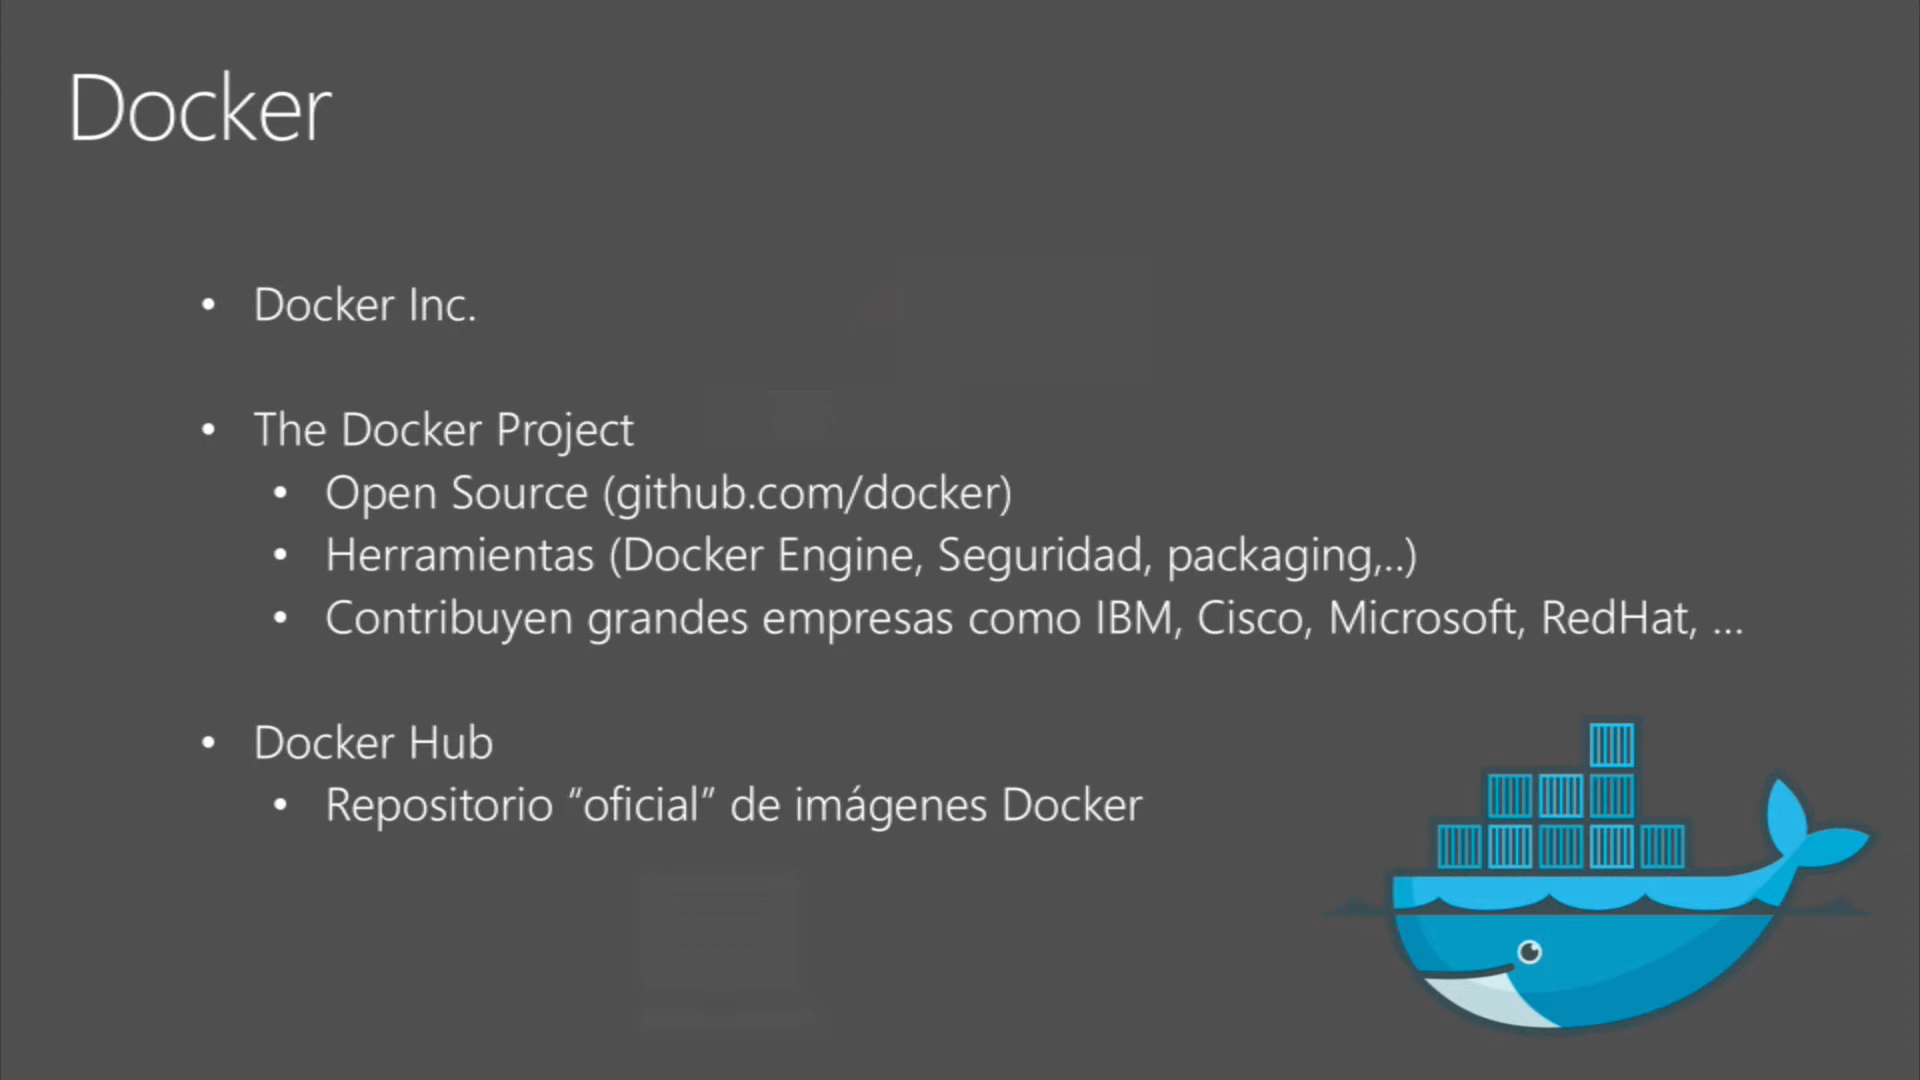 Docker
• Docker Inc.
• The Docker Project
• Open Source (github.com/docker)
• Herramientas (Docker Engine, Seguridad, packaging,..)
• Contribuyen grandes empresas como IBM, Cisco, Microsoft, RedHat, ...
• Docker Hub
• Repositorio “oficial” de imágenes Docker